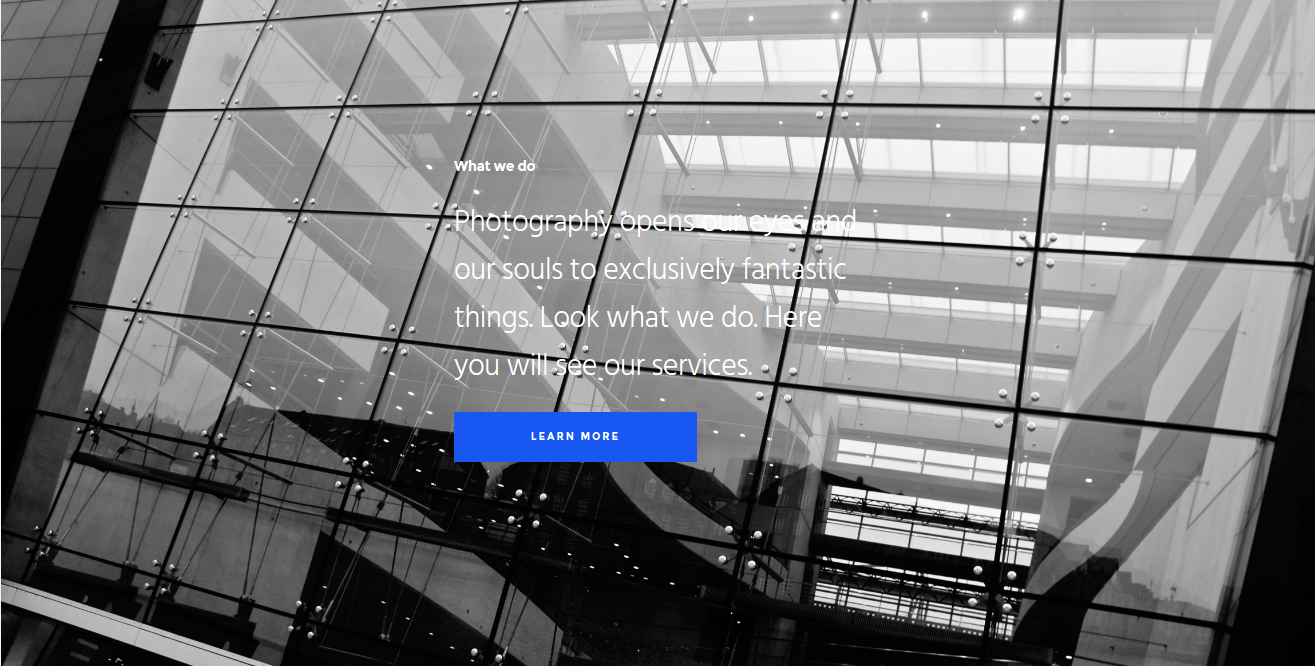 What we do
Photography opens our eyes and
our souls to exclusively fantastic
things. Look what we do. Here
you will see our services.
LEARN MORE